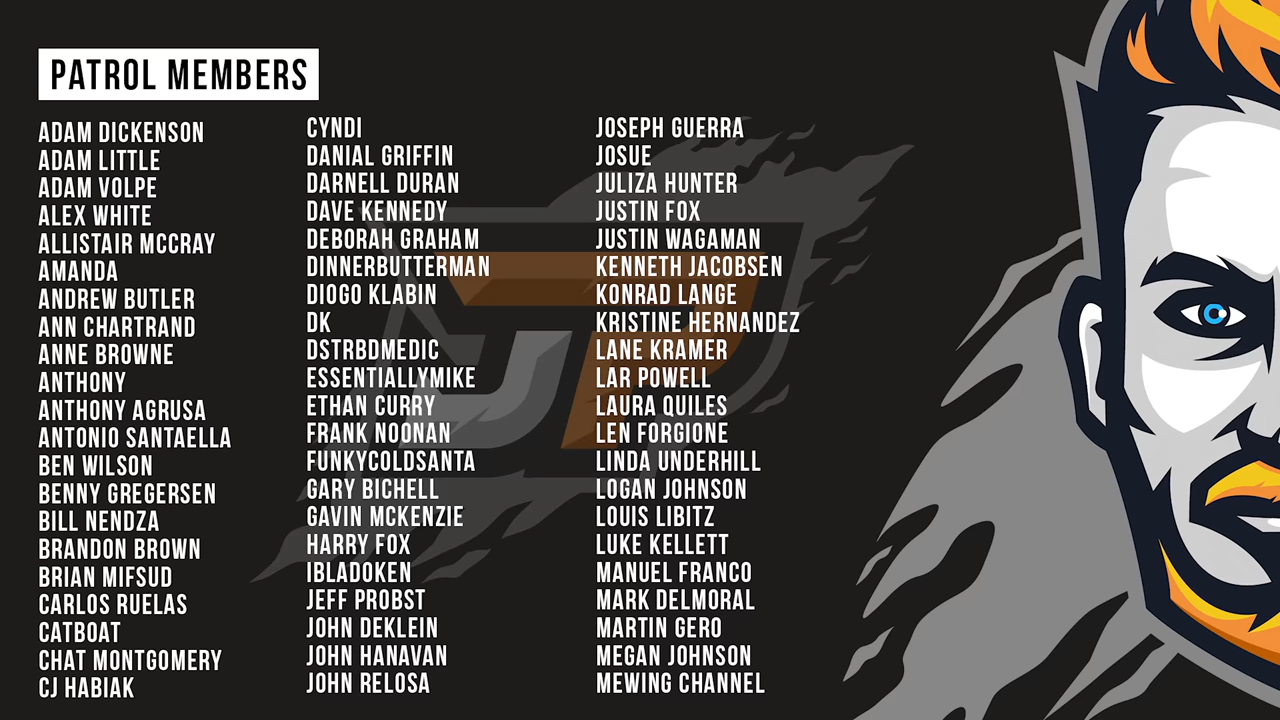 PATROL MEMBERS
ADAM DICKENSON
ADAM LITTLE
ADAM VOLPE
ALEX WHITE
ALLISTAIR MCCRAY
AMANDA
ANDREW BUTLER
ANN CHARTRAND
ANNE BROWNE
ANTHONY
ANTHONY AGRUSA
ANTONIO SANTAELLA
BEN WILSON
BENNY GREGERSEN
BILL NENDZA
BRANDON BROWN
BRIAN MIFSUD
CARLOS RUELAS
CATBOAT
CHAT MONTGOMERY
CJ HABIAK
CYNDI
DANIAL GRIFFIN
DARNELL DURAN
DAVE KENNEDY
DEBORAH GRAHAM
DINNERBUTTERMAN
DIOGO KLABIN
DK
DSTRBDMEDIC
ESSENTIALLYMIKE
ETHAN CURRY
FRANK NOONAN
FUNKYCOLDSANTA
GARY BICHELL
GAVIN MCKENZIE
HARRY FOX
IBLADOKEN
JEFF PROBST
JOHN DEKLEIN
JOHN HANAVAN
JOHN RELOSA
JOSEPH GUERRA
JOSUE
JULIZA HUNTER
JUSTIN FOX
JUSTIN WAGAMAN
KENNETH JACOBSEN
KONRAD LANGE
KRISTINE HERNANDEZ
LANE KRAMER
LAR POWELL
LAURA QUILES
LEN FORGIONE
LINDA UNDERHILL
LOGAN JOHNSON
LOUIS LIBITZ
LUKE KELLETT
MANUEL FRANCO
MARK DELMORAL
MARTIN GERO
MEGAN JOHNSON
MEWING CHANNEL
JR